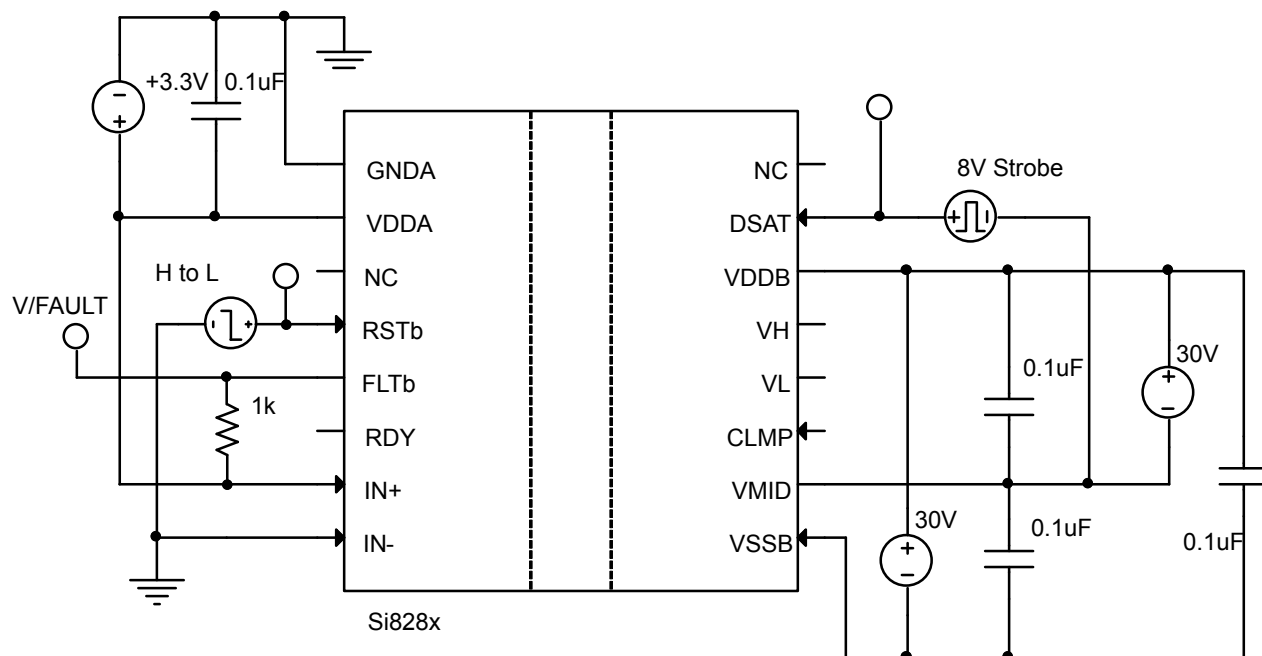 +3.3V
0.1uF
GNDA
VDDA
NC
H to L
V/FAULT
RSTb
FLTb
1k
RDY
IN+
IN-
Si828x
NC
8V Strobe
DSAT
VDDB
VH
30V
0.1uF
VL
CLMP
VMID
30V
0.1uF
0.1uF
VSSB